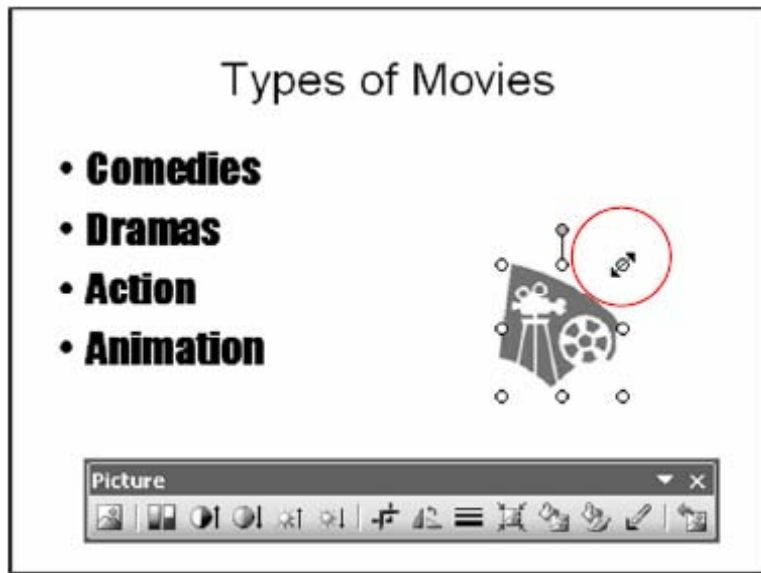 Types of Movies
• Comedies
• Dramas
• Action
• Animation
Picture